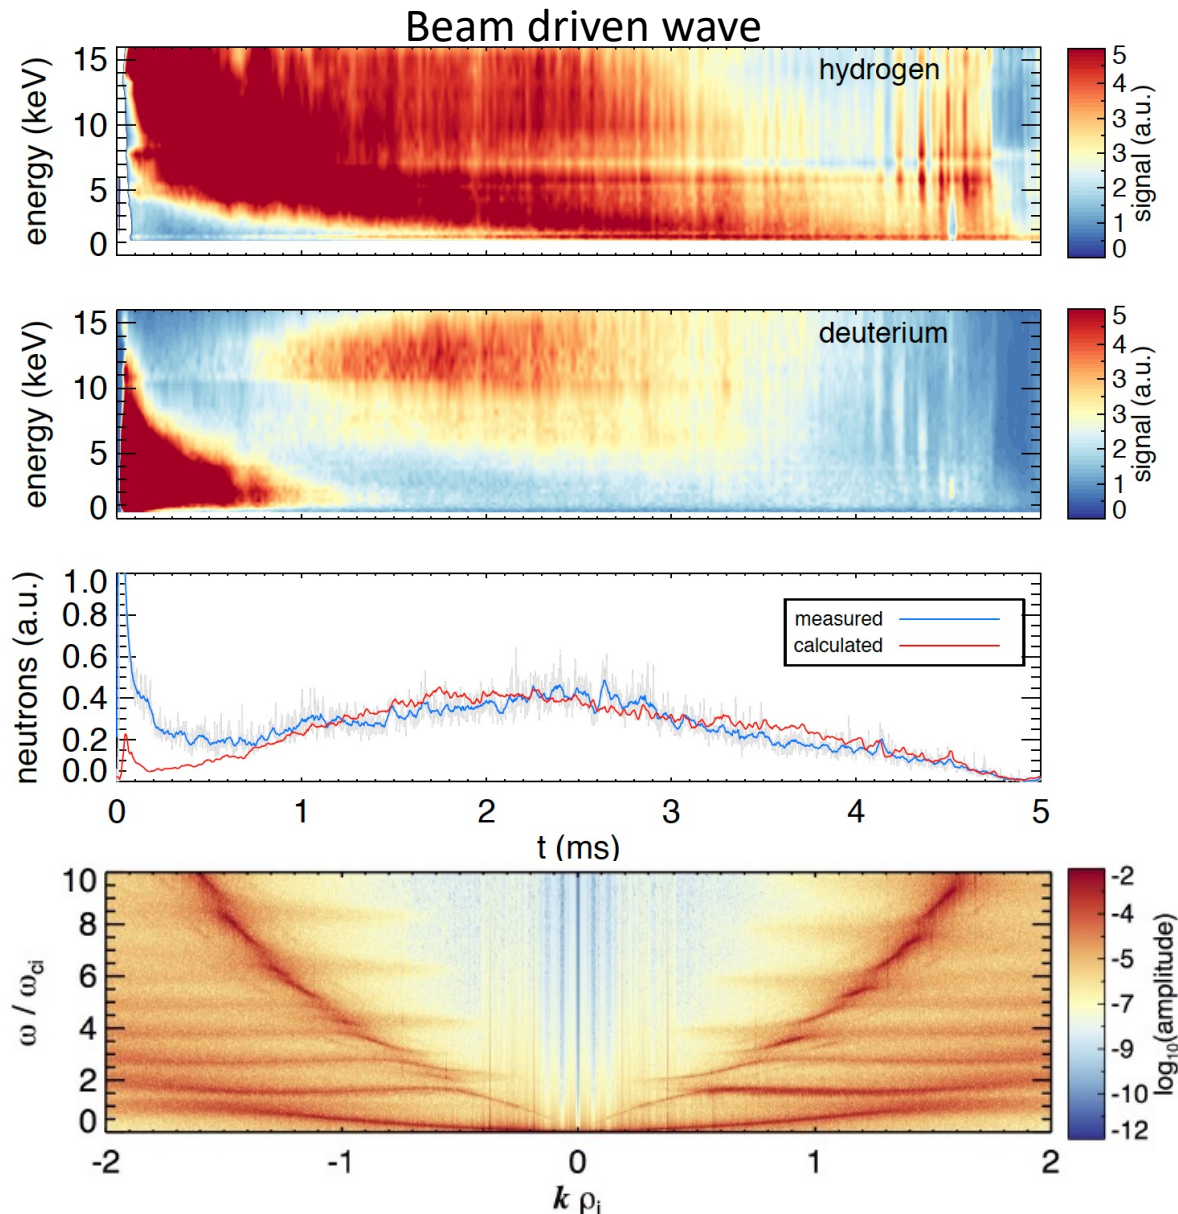 Beam driven wave
energy (keV)
15
10
5
0
hydrogen
5
4
3
3
2
1
0
signal (a.u.)
energy (keV)
15
10
5
0
deuterium
5
4
3
3
2
1
0
signal (a.u.)
neutrons (a.u.)
1.0
0.8
0.6
0.4
0.2
0.0
measured
calculated
0 1 2 3 4 5
t (ms)
ω / ωci
10
8
6
4
2
0
-2
-4
-5
-7
-9
-10
-12
log10(amplitude)
-2 -1 0 1 2
k ρi